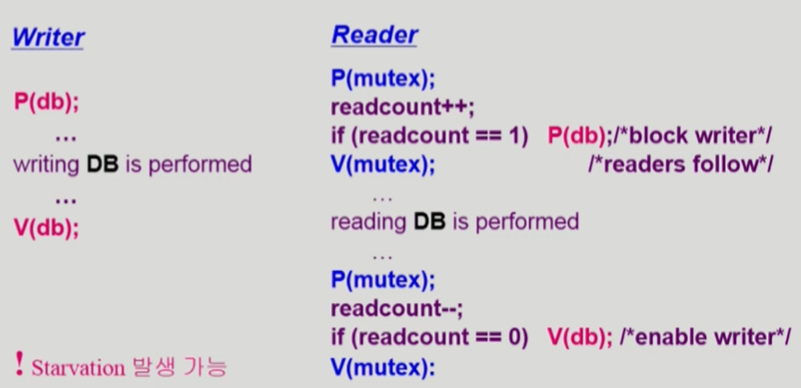 Writer
P(db);
...
writing DB is performed
...
V(db);
! Starvation 발생 가능
Reader
P(mutex);
readcount++;
if (readcount == 1) P(db);/*block writer*/
V(mutex); /*readers follow*/
...
reading DB is performed
...
P(mutex);
readcount--;
if (readcount == 0) V(db); /*enable writer*/
V(mutex):